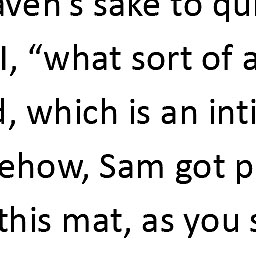 aven's sake to qui
I, “what sort of a
d, which is an inti
ehow, Sam got p
this mat, as you s